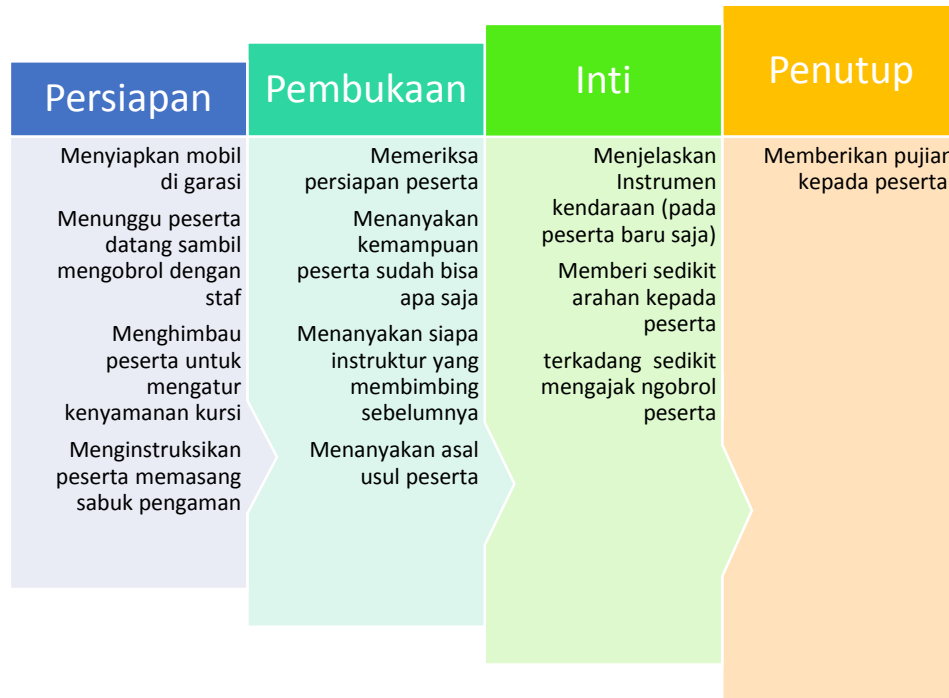 Persiapan
Menyiapkan mobil
di garasi
Menunggu peserta
datang sambil
mengobrol dengan
staf
Menghimbau
peserta untuk
mengatur
kenyamanan kursi
Menginstruksikan
peserta memasang
sabuk pengaman
Pembukaan
Memeriksa
persiapan peserta
Menanyakan
kemampuan
peserta sudah bisa
apa saja
Menanyakan siapa
instruktur yang
membimbing
sebelumnya
Menanyakan asal
usul peserta
Inti
Menjelaskan
Instrumen
kendaraan (pada
peserta baru saja)
Memberi sedikit
arahan kepada
peserta
terkadang sedikit
mengajak ngobrol
peserta
Penutup
Memberikan pujian
kepada peserta